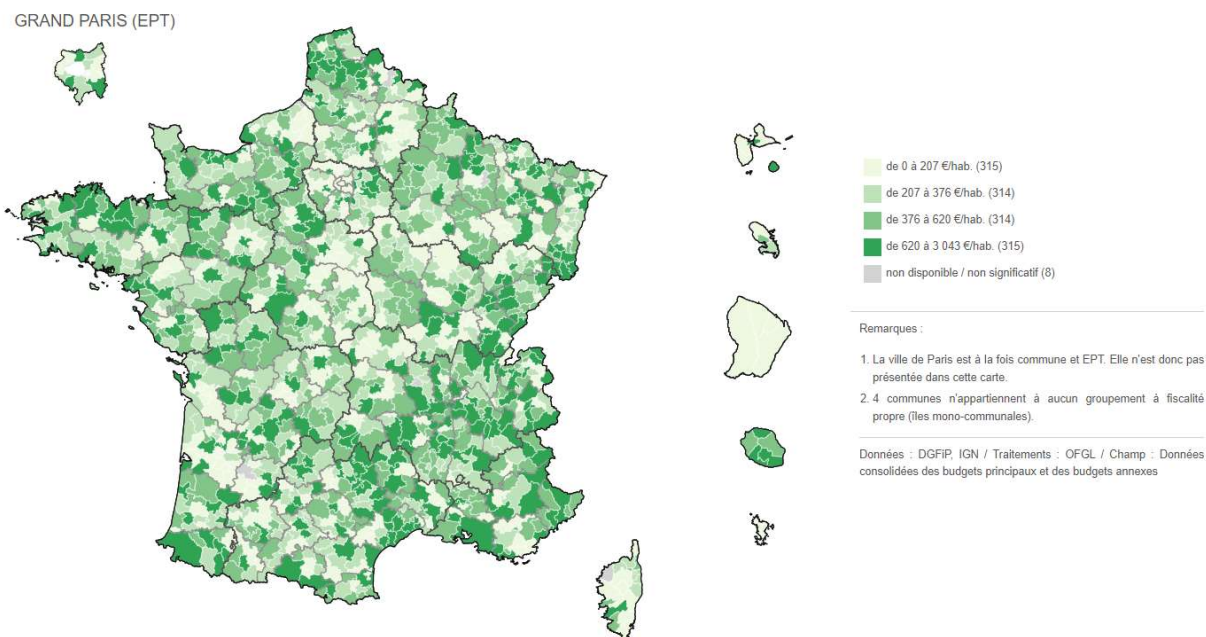 GRAND PARIS (EPT)
de 0 à 207 €/hab. (315)
de 207 à 376 €/hab. (314)
de 376 à 620 €/hab. (314)
de 620 à 3 043 €/hab. (315)
non disponible / non significatif (8)
Remarques :
1. La ville de Paris est à la fois commune et EPT. Elle n'est donc pas
présentée dans cette carte.
2. 4 communes n'appartiennent à aucun groupement à fiscalité
propre (îles mono-communales).
Données : DGFiP, IGN / Traitements : OFGL / Champ : Données
consolidées des budgets principaux et des budgets annexes